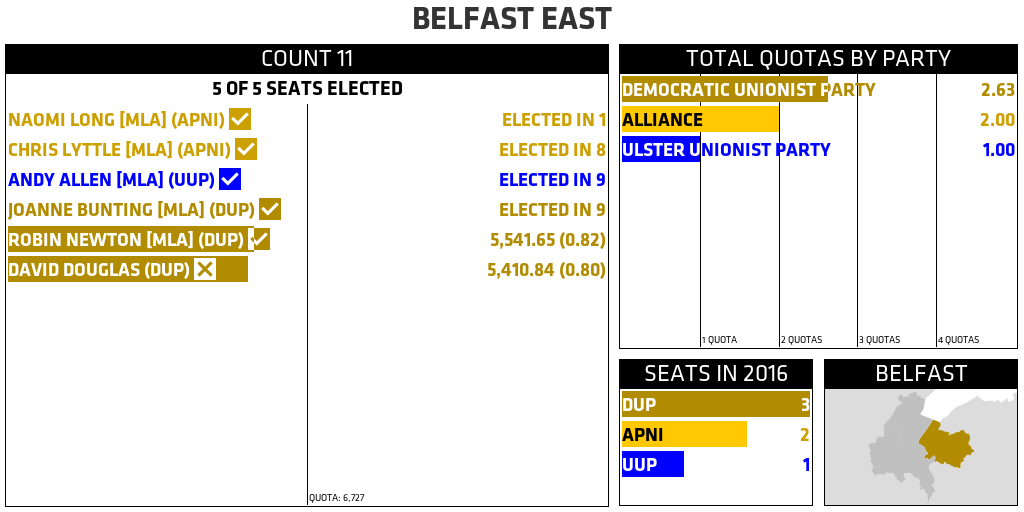 BELFAST EAST
COUNT 11
5 OF 5 SEATS ELECTED
NAOMI LONG [MLA] (APNI) ELECTED IN 1
CHRIS LYTTLE [MLA] (APNI) ELECTED IN 8
ANDY ALLEN [MLA] (UUP) ELECTED IN 9
JOANNE BUNTING [MLA] (DUP) ELECTED IN 9
ROBIN NEWTON [MLA] (DUP) 5,541.65 (0.82)
DAVID DOUGLAS (DUP) 5,410.84 (0.80)
QUOTA: 6,727
TOTAL QUOTAS BY PARTY
DEMOCRATIC UNIONIST PARTY 2.63
ALLIANCE 2.00
ULSTER UNIONIST PARTY 1.00
1 QUOTA 2 QUOTAS 3 QUOTAS 4 QUOTAS
SEATS IN 2016
DUP 3
APNI 2
UUP 1
BELFAST